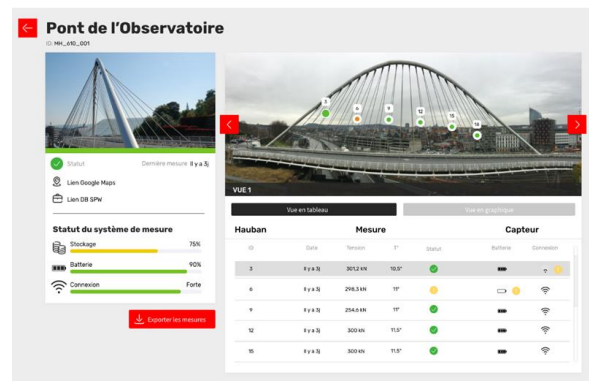 Pont de l'Observatoire
ID: MH_610_001
Statut Dernière mesure Il y a 3j
Lien Google Maps
Lien DB SPW
Statut du système de mesure
Stockage 75%
Batterie 90%
Connexion Forte
Exporter les mesures
3 6 9 12 15 18
VUE 1
Vue en tableau Vue en graphique
Hauban Mesure Capteur
ID Date Tension T° Statut Batterie Connexion
3 Il y a 3j 301,2 kN 10,5°
6 Il y a 3j 298,3 kN 11°
9 Il y a 3j 254,6 kN 11°
12 Il y a 3j 300 kN 11,5°
15 Il y a 3j 300 kN 11,5°